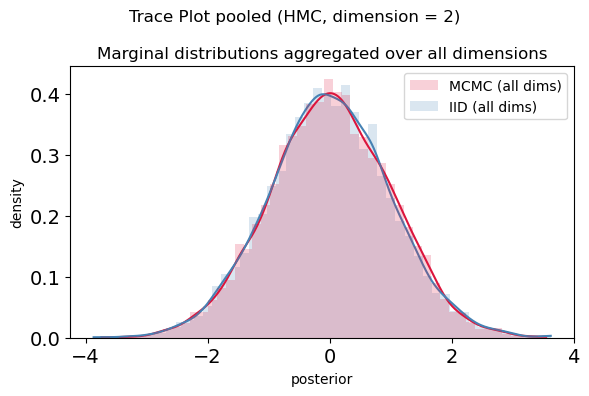 Trace Plot pooled (HMC, dimension = 2)
Marginal distributions aggregated over all dimensions
MCMC (all dims)
IID (all dims)
density
0.4
0.3
0.2
0.1
0.0
−4
−2
0
2
4
posterior